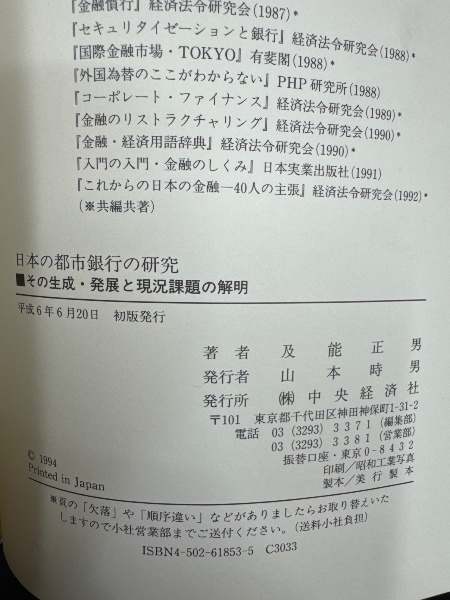 『金融慣行』経済法令研究会(1987)*
『セキュリタイゼーションと銀行』経済法令研究会(1988)*
『国際金融市場・TOKYO』有斐閣(1988)*
『外国為替のここがわからない』PHP研究所(1988)
『コーポレート・ファイナンス』経済法令研究会(1989)*
『金融のリストラクチャリング』経済法令研究会(1990)*
『金融・経済用語辞典』経済法令研究会(1990)*
『入門の入門・金融のしくみ』日本実業出版社(1991)
『これからの日本の金融―40人の主張』経済法令研究会(1992)*
(※共編共著)
日本の都市銀行の研究
■その生成・発展と現況課題の解明
平成6年6月20日 初版発行
著者 及能正男
発行者 山本時男
発行所 ㈱中央経済社
〒101 東京都千代田区神田神保町1-31-2
電話 03 (3293) 3371(編集部)
03 (3293) 3381(営業部)
振替口座・東京0-8432
印刷/昭和工業写真
製本/美行製本
© 1994
Printed in Japan
※頁の「欠落」や「順序違い」などがありましたらお取り替えいた
しますので小社営業部までご送付ください。(送料小社負担)
ISBN4-502-61853-5 C3033